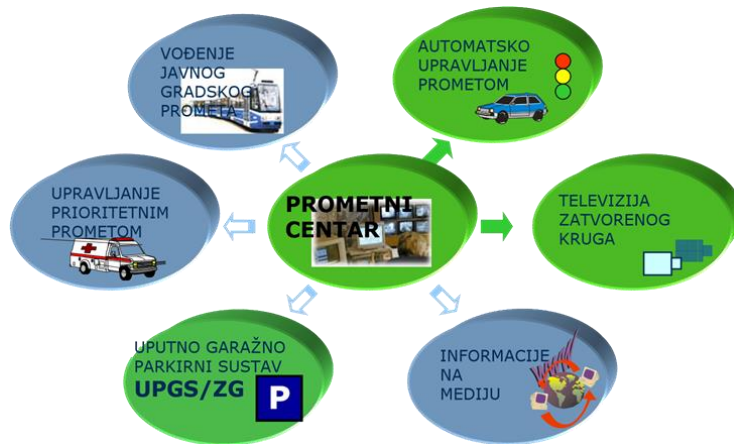 VOĐENJE
JAVNOG
GRADSKOG
PROMETA
AUTOMATSKO
UPRAVLJANJE
PROMETOM
UPRAVLJANJE
PRIORITETNIM
PROMETOM
PROMETNI
CENTAR
TELEVIZIJA
ZATVORENOG
KRUGA
UPUTNO GARAŽNO
PARKIRNI SUSTAV
UPGS/ZG
P
INFORMACIJE
NA
MEDIJU